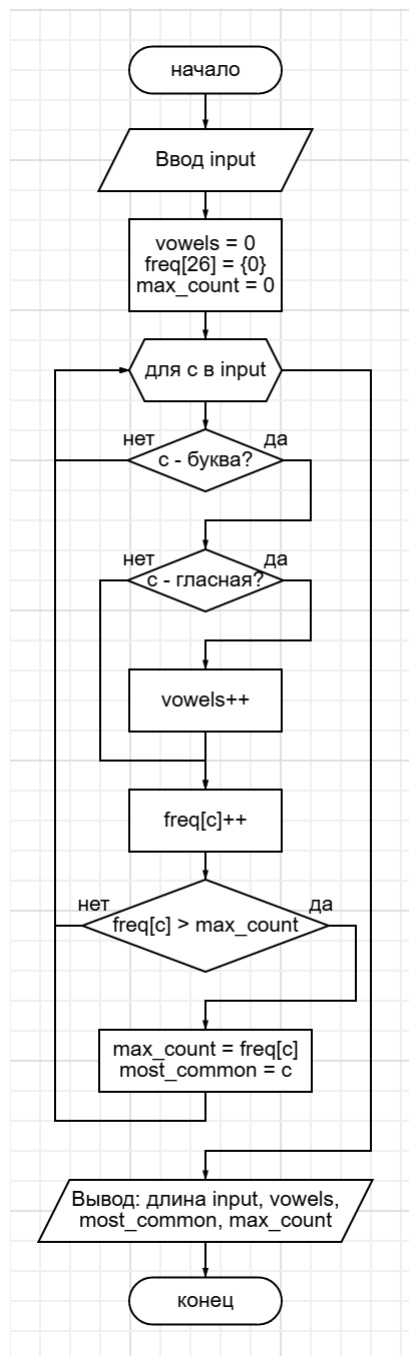 начало
Ввод input
vowels = 0
freq[26] = {0}
max_count = 0
для c в input
нет
да
c - буква?
нет
да
c - гласная?
vowels++
freq[c]++
нет
да
freq[c] > max_count
max_count = freq[c]
most_common = c
Вывод: длина input, vowels,
most_common, max_count
конец